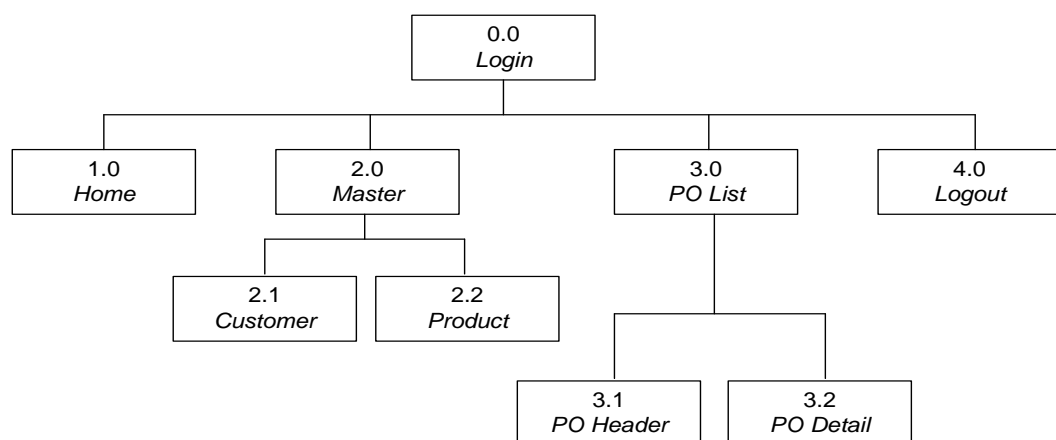 0.0
Login
1.0
Home
2.0
Master
3.0
PO List
4.0
Logout
2.1
Customer
2.2
Product
3.1
PO Header
3.2
PO Detail